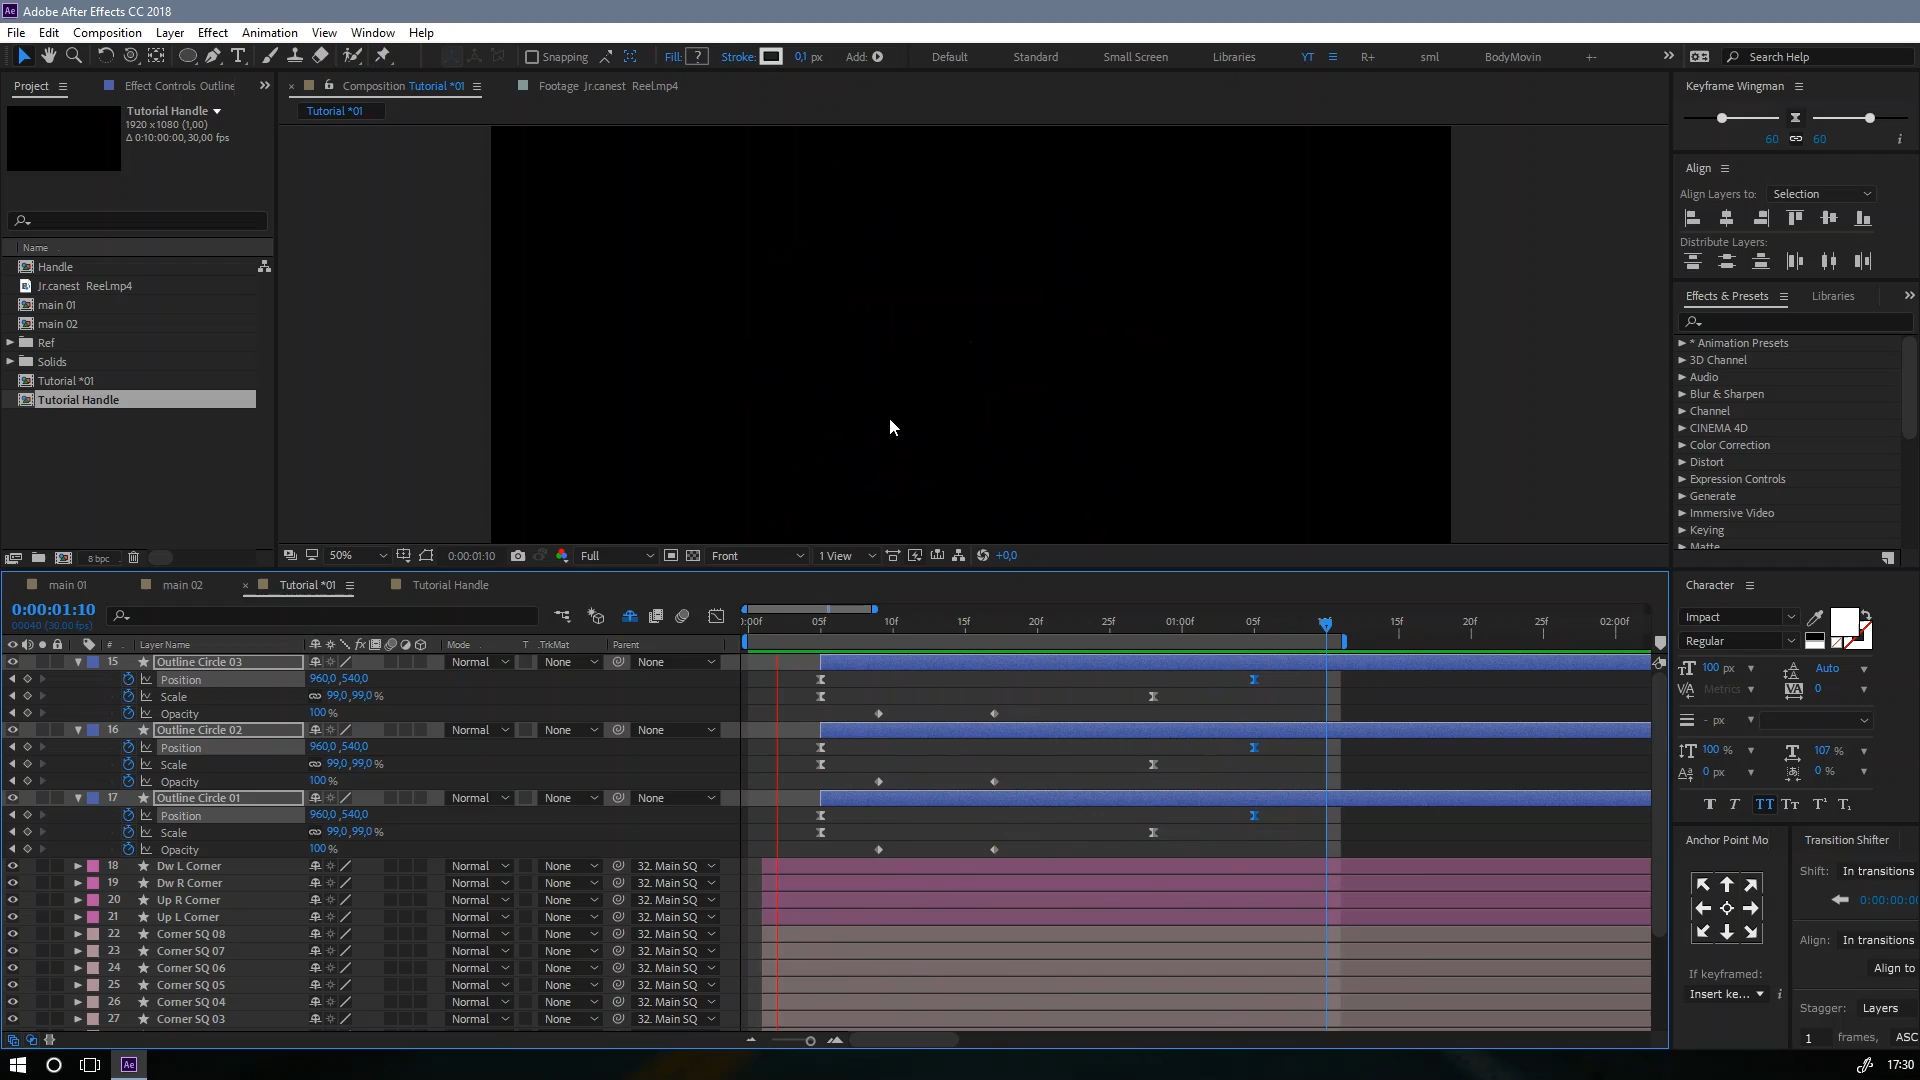 Adobe After Effects CC 2018
File Edit Composition Layer Effect Animation View Window Help
Snapping Fill: ? Stroke: 0,1 px Add: Default Standard Small Screen Libraries YT R+ sml BodyMovin Search Help
Project Effect Controls Outline
Tutorial Handle
1920 x1080 (1,00)
Δ 0:10:00:00, 30,00 fps
Name
Handle
Jr.canest Reel.mp4
main 01
main 02
Ref
Solids
Tutorial *01
Tutorial Handle
8 bpc
Composition Tutorial *01 Footage Jr.canest Reel.mp4
Tutorial *01
50% 0:00:01:10 Full Front 1 View +0,0
Keyframe Wingman
60 60
Align
Align Layers to: Selection
Distribute Layers:
Effects & Presets Libraries
* Animation Presets
3D Channel
Audio
Blur & Sharpen
Channel
CINEMA 4D
Color Correction
Distort
Expression Controls
Generate
Immersive Video
Keying
Matte
main 01 main 02 Tutorial *01 Tutorial Handle
0:00:01:10
00040 (30.00 fps)
:00f 05f 10f 15f 20f 25f 01:00f 05f 10f 15f 20f 25f 02:00f
# Layer Name Mode T .TrkMat Parent
15 Outline Circle 03 Normal None None
Position 960,0 ,540,0
Scale 99,0 ,99,0 %
Opacity 100 %
16 Outline Circle 02 Normal None None
Position 960,0 ,540,0
Scale 99,0 ,99,0 %
Opacity 100 %
17 Outline Circle 01 Normal None None
Position 960,0 ,540,0
Scale 99,0 ,99,0 %
Opacity 100 %
18 Dw L Corner Normal None 32. Main SQ
19 Dw R Corner Normal None 32. Main SQ
20 Up R Corner Normal None 32. Main SQ
21 Up L Corner Normal None 32. Main SQ
22 Corner SQ 08 Normal None 32. Main SQ
23 Corner SQ 07 Normal None 32. Main SQ
24 Corner SQ 06 Normal None 32. Main SQ
25 Corner SQ 05 Normal None 32. Main SQ
26 Corner SQ 04 Normal None 32. Main SQ
27 Corner SQ 03 Normal None 32. Main SQ
Character
Impact
Regular
100 px Auto
Metrics 0
- px
100 % 107 %
0 px 0 %
Anchor Point Mo Transition Shifter
Shift: In transitions
0:00:00:0
Align: In transitions
Align to
If keyframed:
Insert ke...
Stagger: Layers
1 frames, ASC
17:30